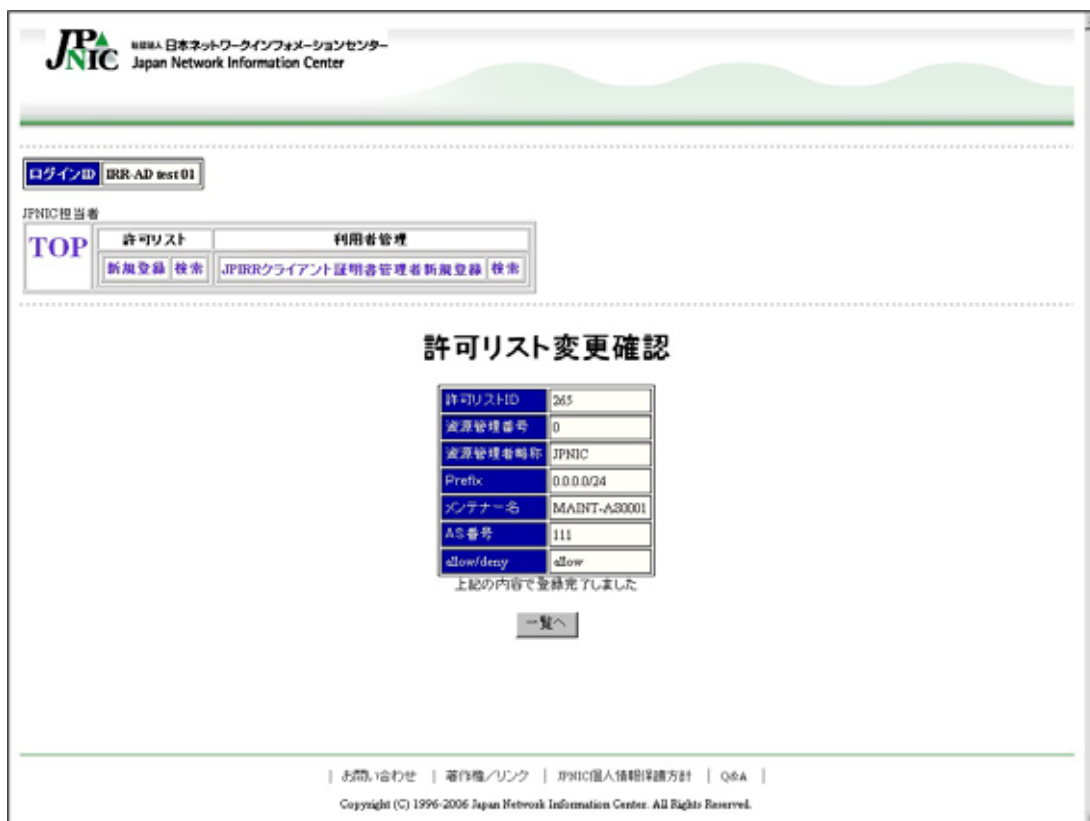 JPNIC
社団法人 日本ネットワークインフォメーションセンター
Japan Network Information Center
ログインID IRR-AD test 01
JPNIC担当者
TOP 許可リスト 利用者管理
新規登録 検索 JPIRRクライアント証明書管理者新規登録 検索
許可リスト変更確認
許可リストID 265
資源管理番号 0
資源管理者略称 JPNIC
Prefix 0.0.0.0/24
メンテナー名 MAINT-AS0001
AS番号 111
allow/deny allow
上記の内容で登録完了しました
一覧へ
| お問い合わせ | 著作権／リンク | JPNIC個人情報保護方針 | Q&A |
Copyright (C) 1996-2006 Japan Network Information Center. All Rights Reserved.